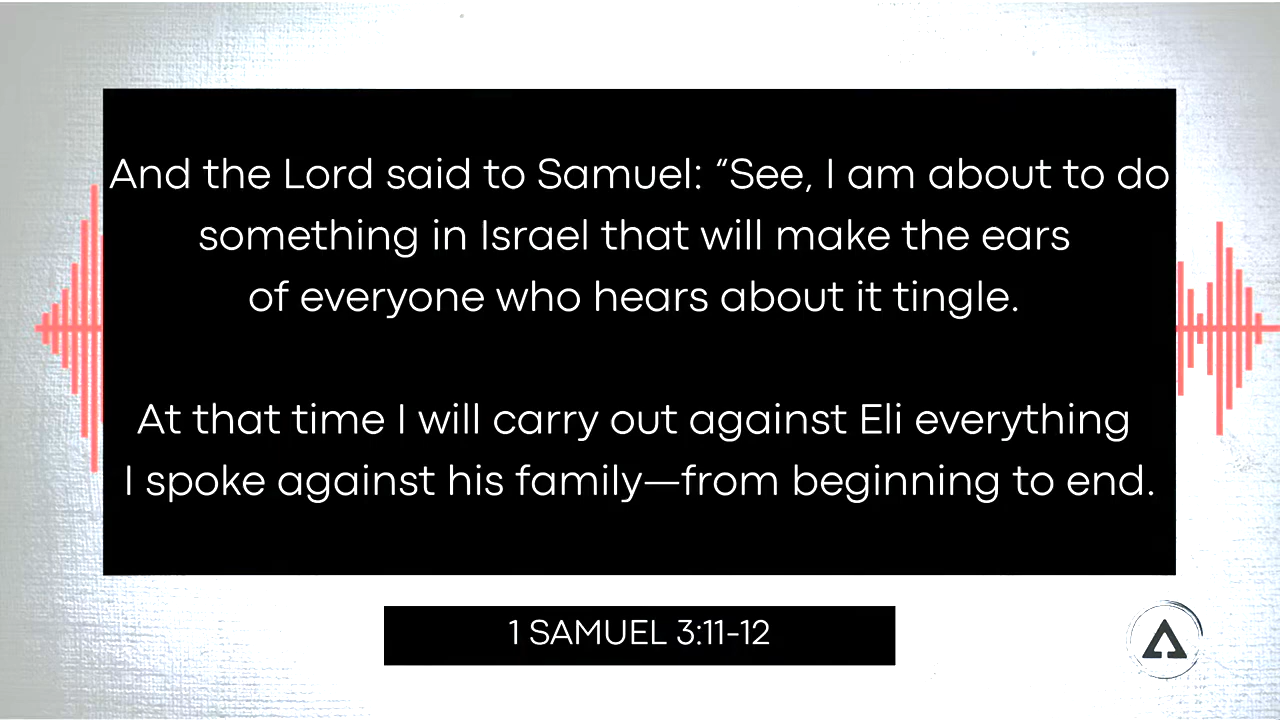 And the Lord said to Samuel: “See, I am about to do
something in Israel that will make the ears
of everyone who hears about it tingle.
At that time I will carry out against Eli everything
I spoke against his family—from beginning to end.
1 SAMUEL 3:11-12